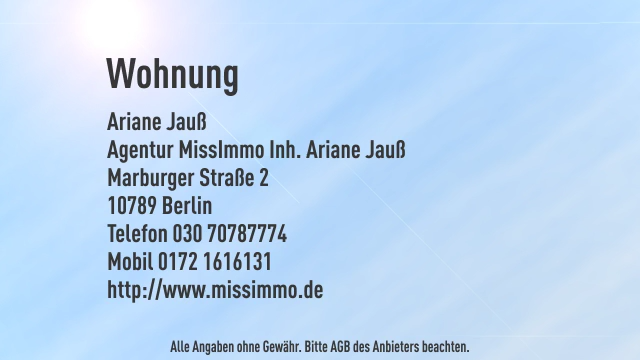 Wohnung
Ariane Jauß
Agentur MissImmo Inh. Ariane Jauß
Marburger Straße 2
10789 Berlin
Telefon 030 70787774
Mobil 0172 1616131
http://www.missimmo.de
Alle Angaben ohne Gewähr. Bitte AGB des Anbieters beachten.